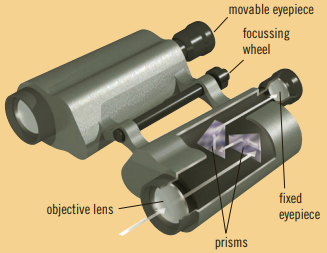 movable eyepiece
focussing
wheel
objective lens
fixed
eyepiece
prisms